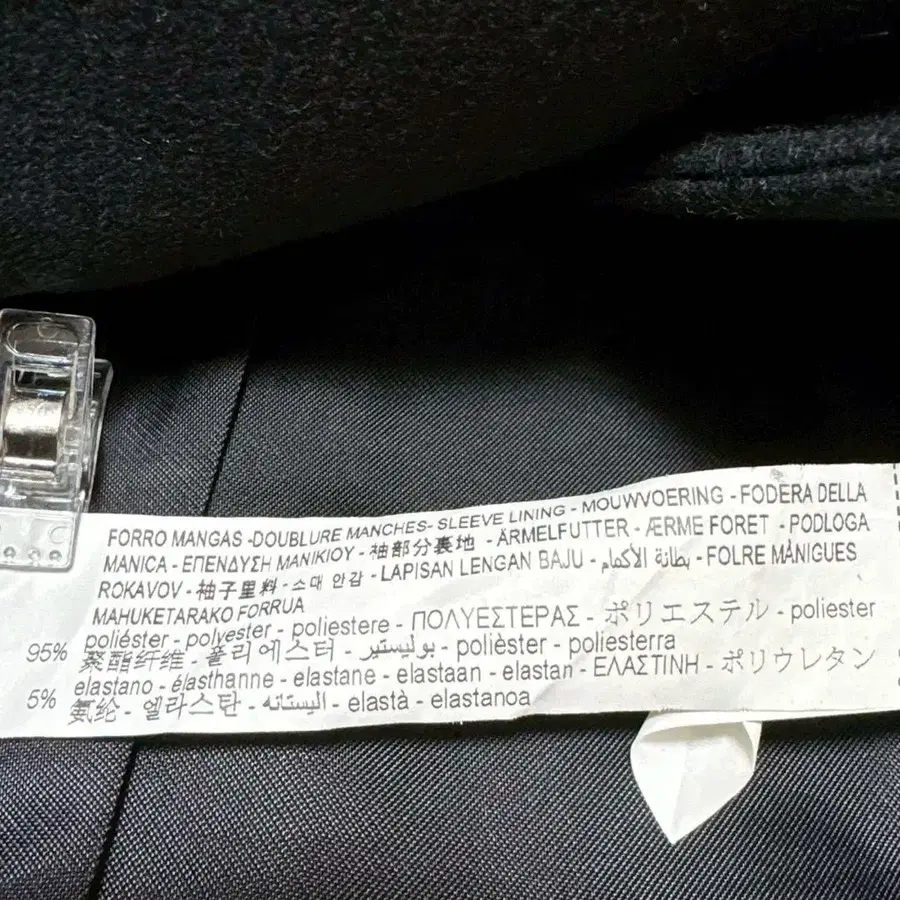 FORRO MANGAS -DOUBLURE MANCHES- SLEEVE LINING - MOUWVOERING - FODERA DELLA
MANICA - ΕΠΕΝΔΥΣΗ ΜΑΝΙΚΙΟΥ - 袖部分裏地 - ÄRMELFUTTER - ÆRME FORET - PODLOGA
ROKAVOV - 袖子里料 - 소매 안감 - LAPISAN LENGAN BAJU - بطانة الأكمام - FOLRE MÀNIGUES
MAHUKETARAKO FORRUA
95% poliéster - polyester - poliestere - ΠΟΛΥΕΣΤΕΡΑΣ - ポリエステル - poliester
聚酯纤维 - 폴리에스터 - بوليستير - polièster - poliesterra
5% elastano - élasthanne - elastane - elastaan - elastan - ΕΛΑΣΤΙΝΗ - ポリウレタン
氨纶 - 엘라스탄 - اليستانه - elastà - elastanoa